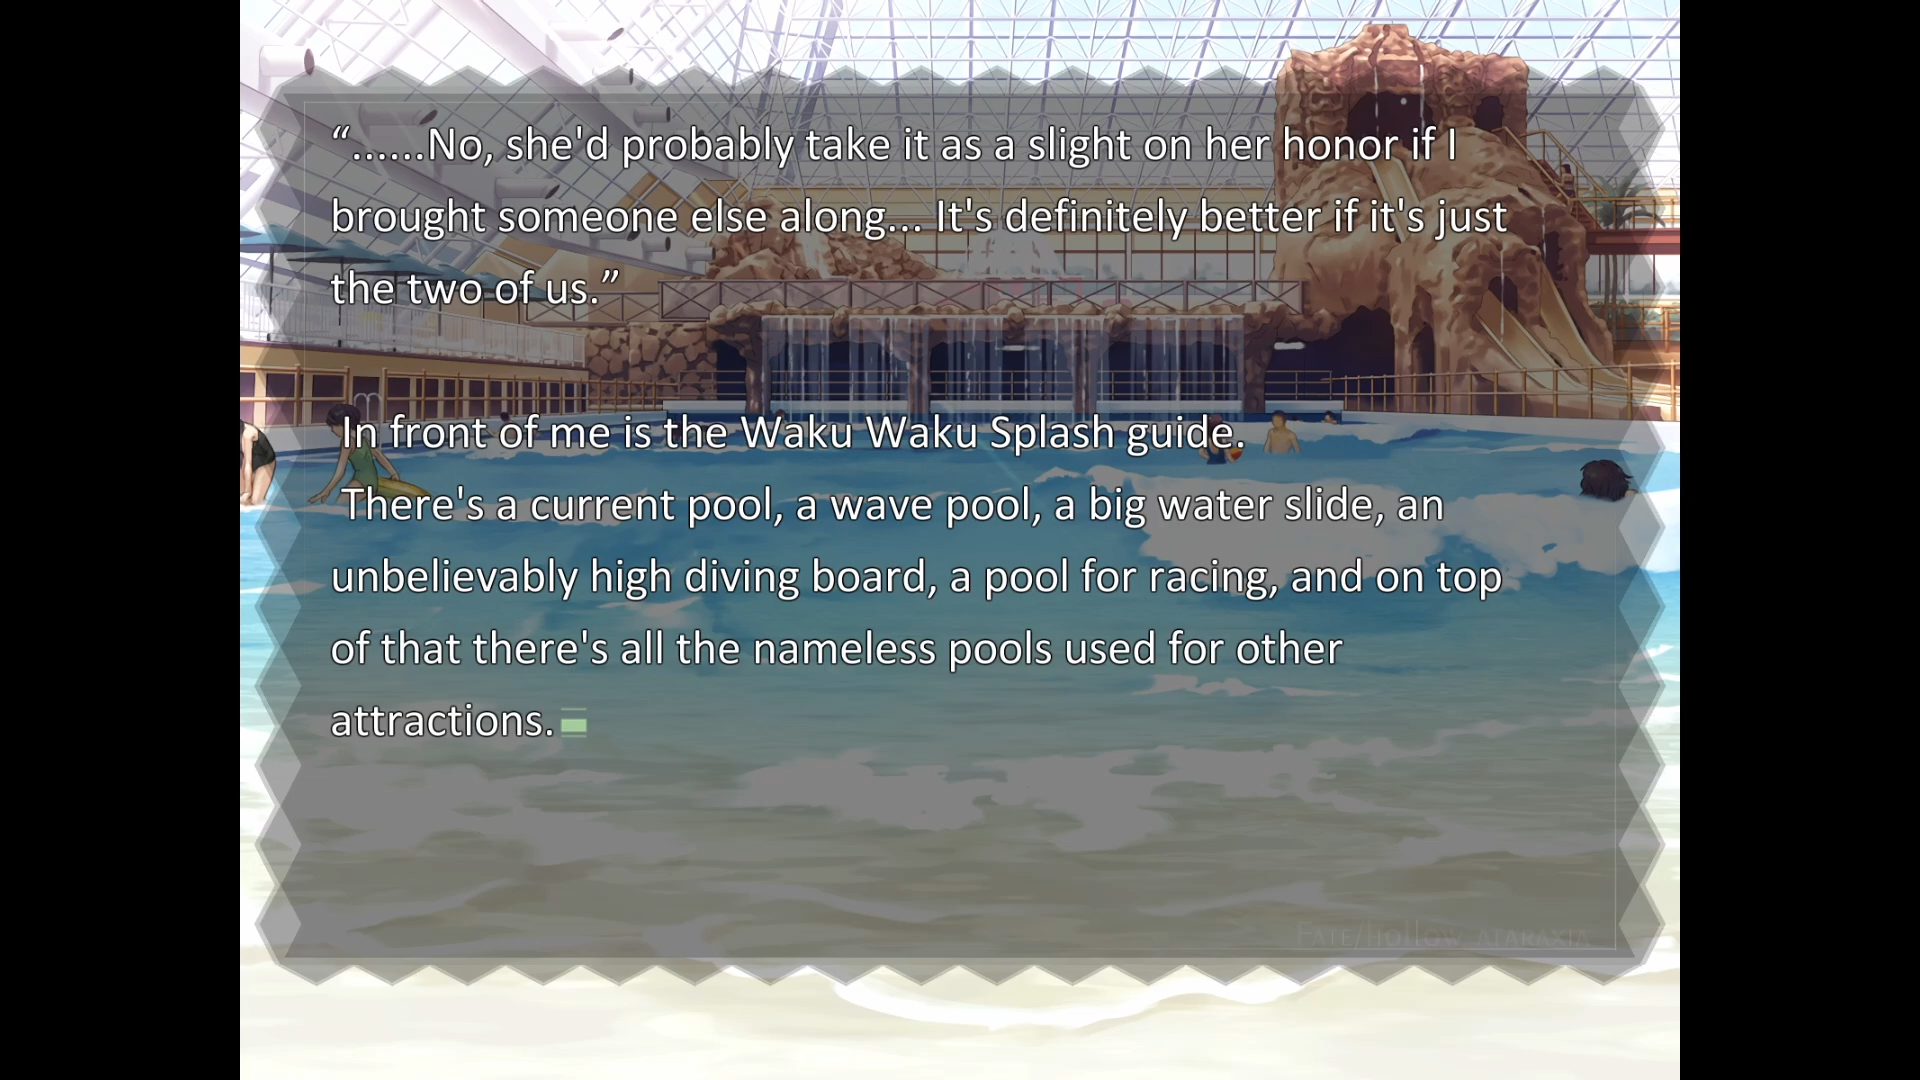 “......No, she'd probably take it as a slight on her honor if I
brought someone else along... It's definitely better if it's just
the two of us.”
In front of me is the Waku Waku Splash guide.
There's a current pool, a wave pool, a big water slide, an
unbelievably high diving board, a pool for racing, and on top
of that there's all the nameless pools used for other
attractions.
Fate/hollow ataraxia